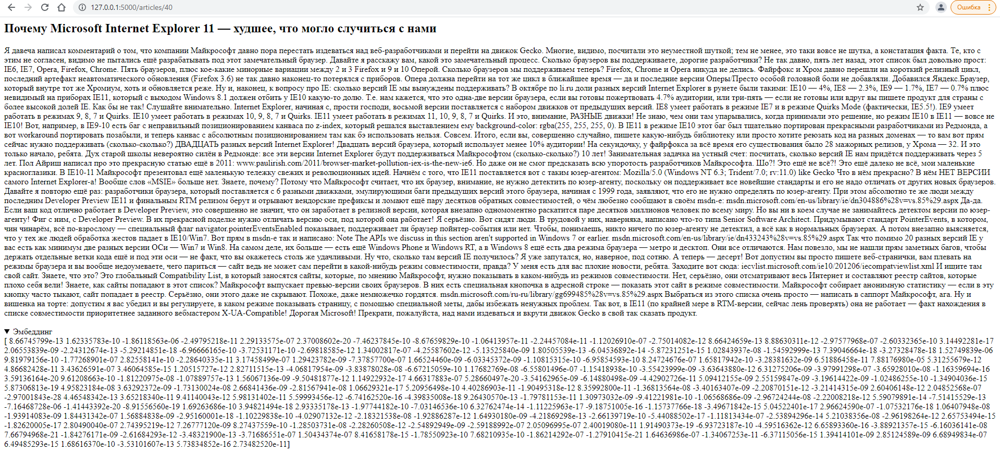 127.0.0.1:5000/articles/40
Ошибка
Почему Microsoft Internet Explorer 11 — худшее, что могло случиться с нами
Я давеча написал комментарий о том, что компании Майкрософт давно пора перестать издеваться над веб-разработчиками и перейти на движок Gecko. Многие, видимо, посчитали это неуместной шуткой; тем не менее, это таки вовсе не шутка, а констатация факта. Те, кто с
этим не согласен, видимо не пытались ещё разрабатывать под этот замечательный браузер. Давайте я расскажу вам, какой это замечательный процесс. Сколько браузеров вы поддерживаете, дорогие разработчики? Не так давно, пять лет назад, этот список был довольно прост:
IE6, IE7, Opera, Firefox, Chrome. Пять браузеров, плюс кое-какие минорные вариации между 2 и 3 Firefox и 9 и 10 Оперой. Сколько браузеров мы поддерживаем теперь? Firefox, Chrome и Opera никуда не делись. Файрфокс и Хром давно перешли на короткий релизный цикл,
последний артефакт неавтоматического обновления (Firefox 3.6) не так давно наконец-то потерялся с приборов. Опера должна перейти на тот же цикл в ближайшее время — да и последние версии Оперы/Престо особой головной боли не добавляли. Добавился Яндекс.Браузер,
который внутре тот же Хромиум, хоть и обновляется реже. Ну и, наконец, к вопросу про IE: сколько версий IE мы вынуждены поддерживать? В октябре по li.ru доли разных версий Internet Explorer в рунете были такими: IE10 — 4%, IE8 — 2.3%, IE9 — 1.7%, IE7 — 0.7% плюс
невидимый на приборах IE11, который с выходом Windows 8.1 должен отбить у IE10 какую-то долю. Т.е. нам кажется, что это одна-две версии браузера, если вы готовы пожертвовать 4.7% аудитории, или три-пять — если не готовы или вдруг вы пишете продукт для страны с
более высокой долей IE. Как бы не так! Слушайте внимательно. Internet Explorer, начиная с, прости господи, восьмой версии поставляется с набором движков от предыдущих версий. IE8 умеет работать в режиме IE7 и в режиме Quirks Mode (фактически, IE5.5!). IE9 умеет
работать в режимах 9, 8, 7 и Quirks. IE10 умеет работать в режимах 10, 9, 8, 7 и Quirks. IE11 умеет работать в режимах 11, 10, 9, 8, 7 и Quirks. И это, внимание, РАЗНЫЕ движки! Не знаю, чем они там упарывались, когда принимали это решение, но режим IE10 в IE11 — вовсе не
IE10! Вот, например, в IE9-10 есть баг с неправильный позиционированием канваса по z-index, который решался выставлением ему background-color: rgba(255, 255, 255, 0). В IE11 в режиме IE10 этот баг был тщательно портирован прекрасными разработчиками из Редмонда, а
вот workaround портировать позабыли, и теперь канвас с абсолютным позиционированием там как бэ использовать нельзя. Совсем. Итого, если вы, совершенно случайно, пишете какую-нибудь библиотеку или просто хотите реюзать код на разных доменах — то вам вот прям
сейчас нужно поддерживать (сколько-сколько?) ДВАДЦАТЬ разных версий Internet Explorer! Двадцать версий браузера, который использует менее 10% аудитории! На секундочку, у файрфокса за всё время его существования было 28 мажорных релизов, у Хрома — 32. И это
только начало, ребята. Дух старой школы невероятно силён в Редмонде: все эти версии Internet Explorer будут поддерживаться Майкрософтом (сколько-сколько?) 10 лет! Занимательная задачка на устный счет: посчитать, сколько версий IE нам придётся поддерживать через 5
лет. Пол Айриш написал про это прекрасную статью ещё в 2011: www.paulirish.com/2011/browser-market-pollution-iex-is-the-new-ie6. Но даже он не смог предсказать всю упоротость разработчиков Майкрософта. Шо?! Это ещё не всё?! Это ещё далеко не всё, мои маленькие
красноглазики. В IE10-11 Майкрософт презентовал ещё маленькую тележку свежих и революционных идей. Начнём с того, что IE11 поставляется вот с таким юзер-агентом: Mozilla/5.0 (Windows NT 6.3; Trident/7.0; rv:11.0) like Gecko Что в нём прекрасно? В нём НЕТ ВЕРСИИ
самого Internet Explorer-а! Вообще слов «MSIE» больше нет. Знаете, почему? Потому что Майкрософт считает, что их браузер, внимание, не нужно детектить по юзер-агенту, поскольку он поддерживает все новейшие стандарты и его не надо отличать от других новых браузеров.
Давайте я повторю ещё раз: разработчики браузера, который поставляется с 6 разными движками, эмулирующими баги предыдущих версий этого браузера, начиная с 1999 года, заявляют, что его не нужно определять по юзер-агенту. При этом абсолютно те же люди между
последним Developer Preview IE11 и финальным RTM релизом берут и отрывают вендорские префиксы и ломают ещё пару десятков обратных совместимостей, о чём любезно сообщают в своём msdn-е: msdn.microsoft.com/en-us/library/ie/dn304886%28v=vs.85%29.aspx Да-да.
Если ваш код отлично работает в Developer Preview, это совершенно не значит, что он заработает в релизной версии, которая внезапно одномоментно раскатится паре десятков миллионов человек по всему миру. Но вы ни в коем случае не занимайтесь детектом версии по юзер-
агенту! Фиг с ним, с Developer Preview. В их прекрасной поделке нужно отличать версию оси, под которой она работает! Я серьёзно. Вот сидят люди. В трудовой у них, наверняка, написано что-то типа Senior Software Architect. Придумывают стандарт PointerEvents, в котором,
чин чинарём, всё по-взрослому — специальный флаг navigator.pointerEventsEnabled показывает, поддерживает ли браузер пойнтер-события или нет. Чтобы, понимаешь, никто ничего по юзер-агенту не детектил, а всё как в нормальных браузерах. А потом внезапно выясняется,
что у тех же людей обработка жестов падает в IE10/Win7. Вот прям в msdn-е так и написано: Note The APIs we discuss in this section aren't supported in Windows 7 or earlier. msdn.microsoft.com/en-us/library/ie/dn433243%28v=vs.85%29.aspx Так что помимо 20 разных версий IE у
вас есть как минимум две разных версии ОСи — Win7 и Win8. На самом деле, их больше — есть ещё Windows Phone и Windows RT, а в Windows 8 ещё есть два режима браузера — метро и десктоп. Они все отличаются. Нам повезло, мы не нашли прям заметных багов, чтобы
держать отдельные ветки кода ещё и под эти оси — не факт, что вы окажетесь столь же удачливыми. Ну что, сколько там версий IE получилось? Я уже запутался, но, наверное, под сотню. А теперь — десерт! Вот допустим вы просто пишете веб-странички, вам плевать на
режимы браузера и вы вообще недоумеваете, чего париться — сайт ведь не может сам перейти в какой-нибудь режим совместимости, правда? У меня есть для вас плохие новости, ребята. Заходите вот сюда: iecvlist.microsoft.com/ie10/201206/iecompatviewlist.xml И ищите там
свой сайт. Знаете, что это? Это глобальный Compatibility List, в который заносятся сайты, которые, по мнению Майкрософт, нужно показывать в каком-нибудь из режимов совместимости. Нет, серьёзно, они отсматривают весь Интернет и составляют реестр сайтов, которые
плохо себя вели! Знаете, как сайты попадают в этот список? Майкрософт выпускает превью-версии своих браузеров. В них есть специальная кнопочка в адресной строке — показать этот сайт в режиме совместимости. Майкрософт собирает анонимную статистику — если в эту
кнопку часто тыкают, сайт попадает в реестр. Серьёзно, они этого даже не скрывают. Похоже, даже немножечко гордятся. msdn.microsoft.com/ru-ru/library/gg699485%28v=vs.85%29.aspx Выбраться из этого списка очень просто — написать в саппорт Майкрософт, ага. Ну и
вишенка на торте: допустим я вас убедил и вы регулируете, в каком режиме показывать страницу, с помощью специальной меты, дабы избежать ненужных проблем. Так вот, в IE11 (по крайней мере в RTM-версии, сейчас лень проверять) она не работает — факт нахождения в
списке совместимости приоритетнее заданного вебмастером X-UA-Compatible! Дорогая Microsoft! Прекрати, пожалуйста, над нами издеваться и вкрути движок Gecko в свой так сказать продукт.
Эмбеддинг
[ 8.66745799e-13 1.62335783e-10 -1.86118563e-06 -2.49795218e-11 2.29133575e-07 2.37008602e-20 -7.46237845e-10 -8.67659829e-10 -1.06413957e-11 -2.24457084e-11 -1.12026910e-07 -2.75014082e-12 8.66424659e-13 8.88630311e-12 -2.97577968e-07 -2.60332365e-10 3.14492281e-17
2.06553839e-09 -2.24312674e-13 -5.29214851e-18 -6.96666165e-10 -3.72531171e-10 -2.69818585e-12 1.34002817e-07 -4.25587602e-12 -5.13525840e-09 1.80505539e-13 -6.04536892e-14 -5.87231251e-15 1.02843937e-08 -1.54592999e-13 7.39046664e-18 -3.27328478e-18 1.52749839e-06
9.81979156e-10 -1.77268901e-07 2.82558141e-10 -2.28640335e-11 3.17458499e-07 1.29423782e-09 -7.37857700e-07 1.66524460e-09 -6.03345372e-09 -1.10815315e-10 -6.95854593e-10 8.24724676e-07 1.65817942e-10 -3.28381632e-09 6.51886458e-11 7.88176980e-05 5.31255679e-12
4.86682428e-11 3.43626591e-07 3.46064585e-15 1.20515727e-12 2.82711515e-13 -4.06817954e-09 -3.83878028e-08 -6.67215059e-10 1.17682769e-08 -6.55801496e-07 -1.15418938e-10 -3.55423999e-09 -3.63643880e-12 6.31275206e-09 -3.97991298e-07 -3.65928010e-08 -1.16359694e-16
3.59136164e-20 9.61208663e-10 -1.81220975e-08 -1.07889757e-13 1.56067136e-09 -9.50481877e-12 1.14922932e-17 4.66317883e-07 5.28660497e-20 -3.54162965e-09 -6.14880498e-09 -4.42902726e-11 5.09412155e-09 2.55159847e-09 -3.19614422e-09 -1.02486255e-10 -1.34904036e-15
5.87306813e-19 4.95823184e-08 3.63292372e-09 -1.73130024e-08 2.66841436e-09 -2.81567941e-08 1.06629321e-17 5.20956498e-10 4.40286903e-11 -1.90495318e-12 8.35992800e-11 -1.36813564e-08 -3.40163407e-09 -2.20870151e-12 -3.21414315e-09 2.60406148e-12 2.04852568e-07
-2.97001843e-28 4.46548342e-13 3.65218340e-11 9.41140043e-12 5.98131402e-11 5.59993456e-12 -6.74162520e-16 -4.39835008e-18 9.26430570e-13 -1.79781153e-11 1.30973032e-09 -9.41221981e-10 -1.06568686e-09 -2.96724244e-08 -2.22008218e-12 5.59079891e-14 -7.51415529e-13
-7.16468728e-06 -1.41443392e-20 -8.91556560e-19 1.69263686e-10 3.94821494e-18 2.93335178e-13 -1.97744182e-10 -7.03146536e-10 6.32762474e-14 -1.11225963e-17 -9.18751005e-16 -1.15737766e-18 -3.49671842e-15 5.04522401e-17 2.96624590e-07 -1.07532176e-18 1.06407948e-08
-1.93914083e-09 1.84431342e-07 1.56884838e-09 -2.95160001e-18 -1.10229838e-10 -4.02907132e-12 -2.18321538e-08 -1.92886287e-12 1.64930180e-09 -4.21869298e-13 -2.66139719e-10 -5.44088502e-17 -1.11813434e-07 -2.53894296e-14 5.21038356e-08 -2.96198264e-12 2.65753494e-15
-1.82620005e-17 2.80490040e-07 2.74395219e-12 7.26777120e-09 8.27437559e-10 -1.28503731e-08 -2.28260508e-12 -2.54892949e-09 -2.59188992e-07 2.05096995e-07 2.40019080e-11 1.91490373e-19 -6.93723187e-10 -4.59516362e-12 6.65893360e-16 -3.88921357e-15 -6.16036141e-08
7.66794968e-21 -1.84276171e-09 -2.61684293e-12 -3.48321900e-13 -3.71686551e-07 1.50434374e-07 8.41658178e-15 -1.78550923e-10 7.68210935e-10 -1.86214292e-07 -1.27910415e-21 1.64636986e-07 -1.34067253e-11 -6.37115056e-15 1.39414101e-09 2.85124589e-09 6.68949834e-07
6.49485293e-15 1.68616370e-10 -3.53101607e-13 5.73834852e-16 2.73482520e-11]